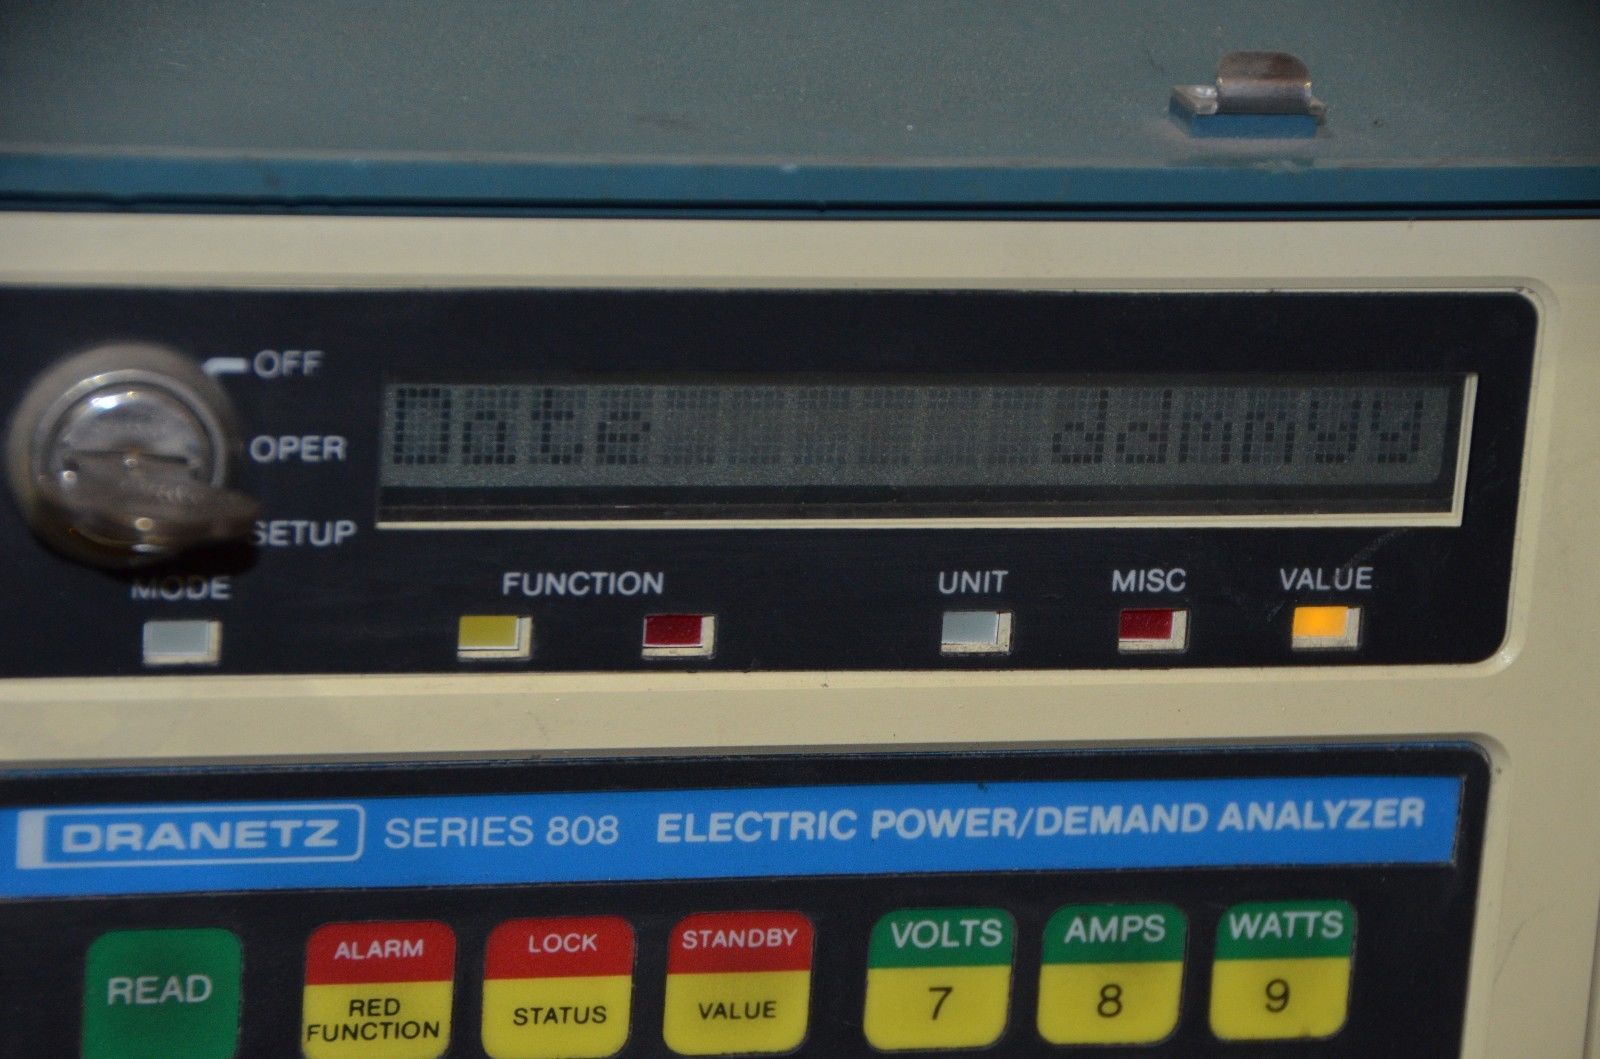 OFF
OPER
SETUP
Date ddmmyy
MODE FUNCTION UNIT MISC VALUE
DRANETZ SERIES 808 ELECTRIC POWER/DEMAND ANALYZER
READ
ALARM
RED
FUNCTION
LOCK
STATUS
STANDBY
VALUE
VOLTS
7
AMPS
8
WATTS
9